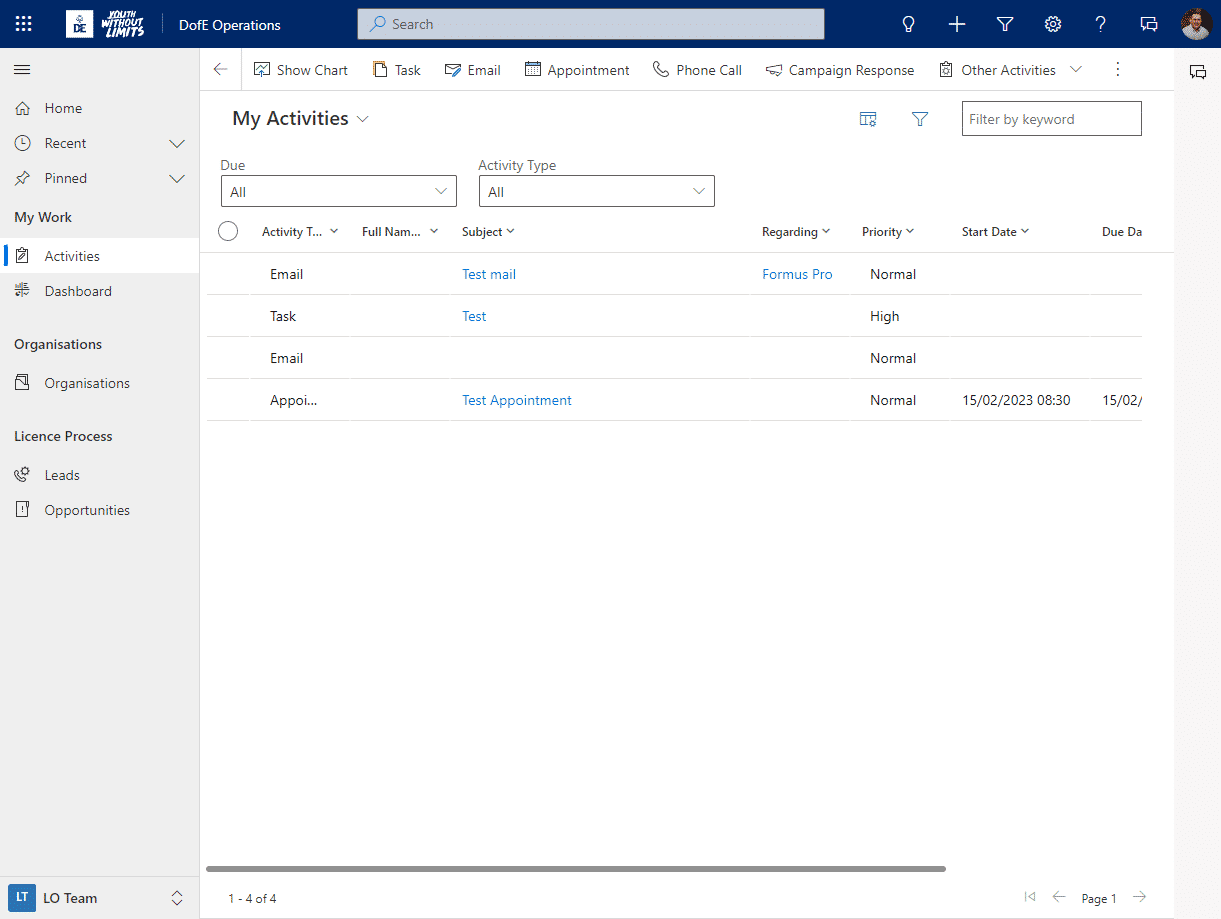 DE YOUTH WITHOUT LIMITS DofE Operations Search
Show Chart Task Email Appointment Phone Call Campaign Response Other Activities
Home
Recent
Pinned
My Work
Activities
Dashboard
Organisations
Organisations
Licence Process
Leads
Opportunities
LT LO Team
My Activities Filter by keyword
Due Activity Type
All All
Activity T... Full Nam... Subject Regarding Priority Start Date Due Da
Email Test mail Formus Pro Normal
Task Test High
Email Normal
Appoi... Test Appointment Normal 15/02/2023 08:30 15/02/
1 - 4 of 4 Page 1